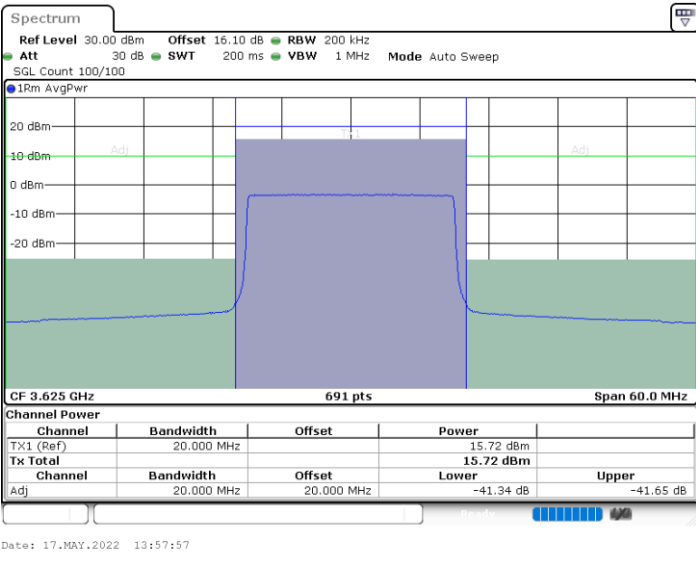 Spectrum
Ref Level 30.00 dBm Offset 16.10 dB RBW 200 kHz
Att 30 dB SWT 200 ms VBW 1 MHz Mode Auto Sweep
SGL Count 100/100
1Rm AvgPwr
20 dBm
TX1
10 dBm Adj Adj
0 dBm
-10 dBm
-20 dBm
CF 3.625 GHz 691 pts Span 60.0 MHz
Channel Power
Channel Bandwidth Offset Power
TX1 (Ref) 20.000 MHz 15.72 dBm
Tx Total 15.72 dBm
Channel Bandwidth Offset Lower Upper
Adj 20.000 MHz 20.000 MHz -41.34 dB -41.65 dB
Ready
Date: 17.MAY.2022 13:57:57